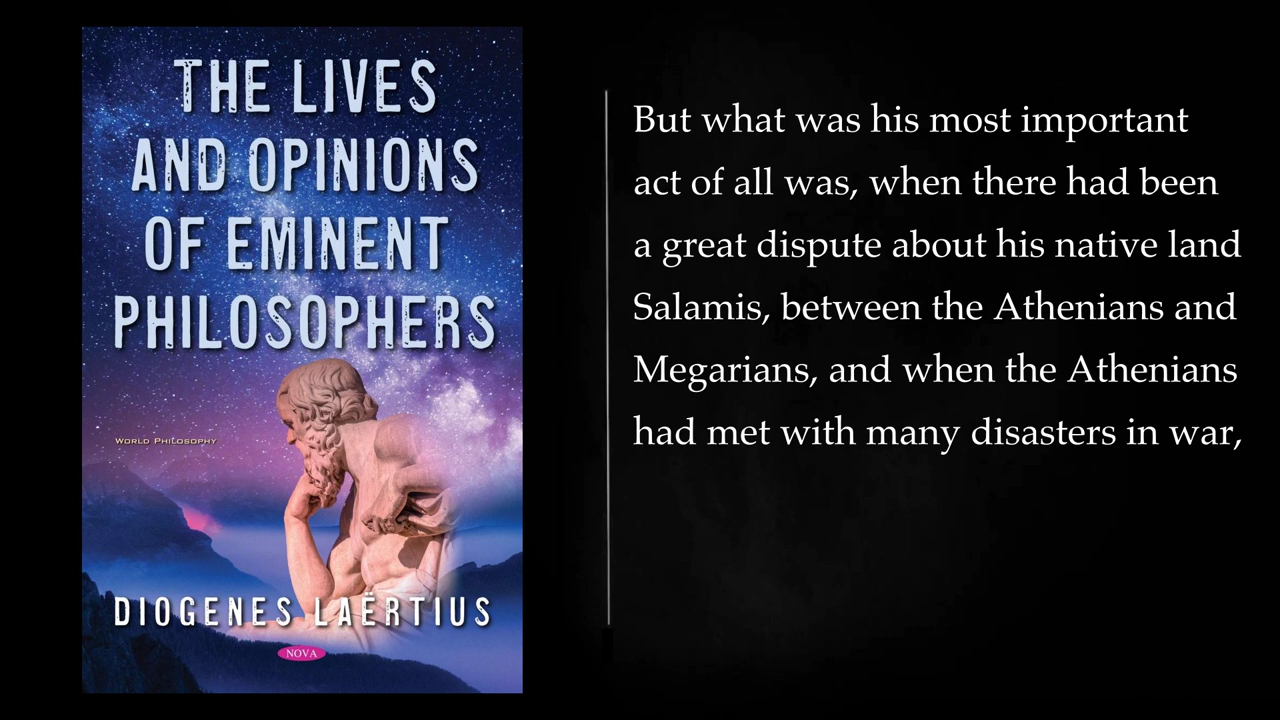 THE LIVES
AND OPINIONS
OF EMINENT
PHILOSOPHERS
WORLD PHILOSOPHY
DIOGENES LAËRTIUS
NOVA
But what was his most important
act of all was, when there had been
a great dispute about his native land
Salamis, between the Athenians and
Megarians, and when the Athenians
had met with many disasters in war,